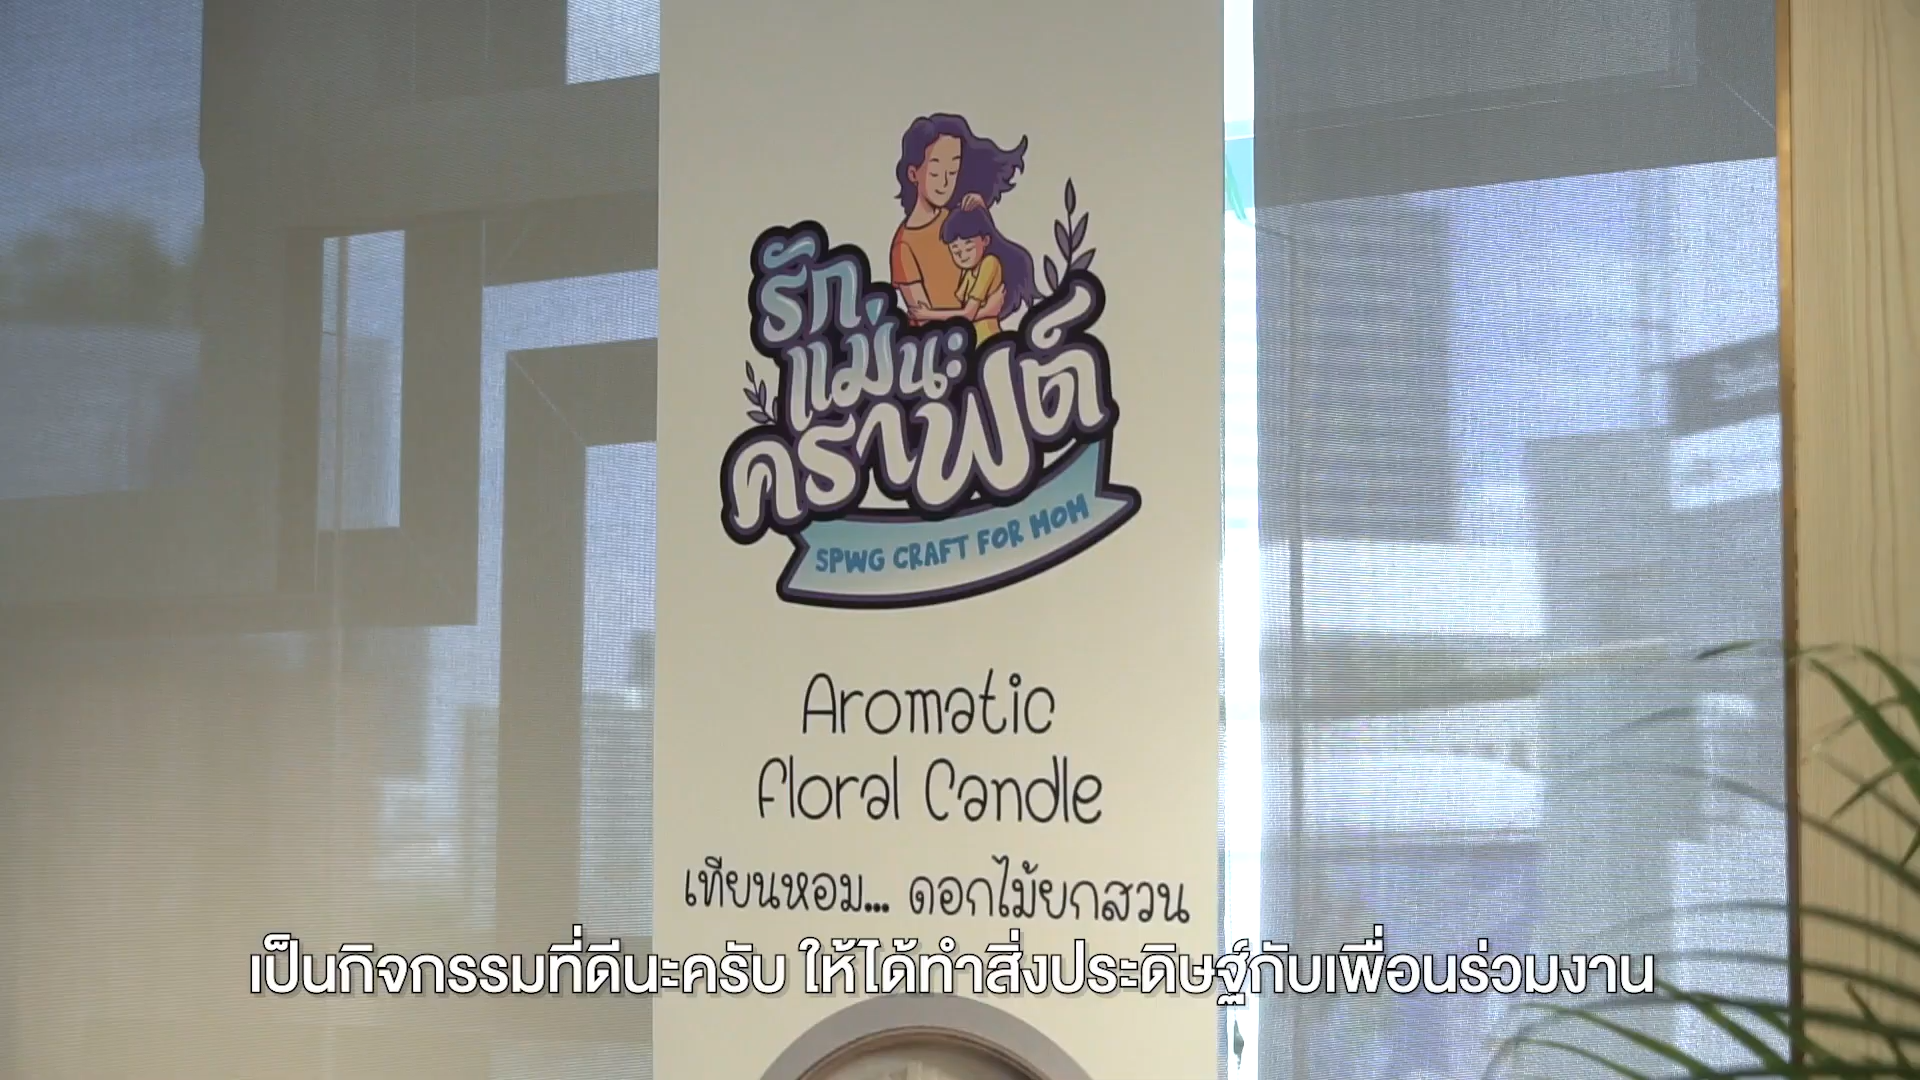 รัก
แม่นะ
คราฟต์
SPWG CRAFT FOR MOM
Aromatic
Floral Candle
เทียนหอม... ดอกไม้ยกสวน
เป็นกิจกรรมที่ดีนะครับ ให้ได้ทำสิ่งประดิษฐ์กับเพื่อนร่วมงาน